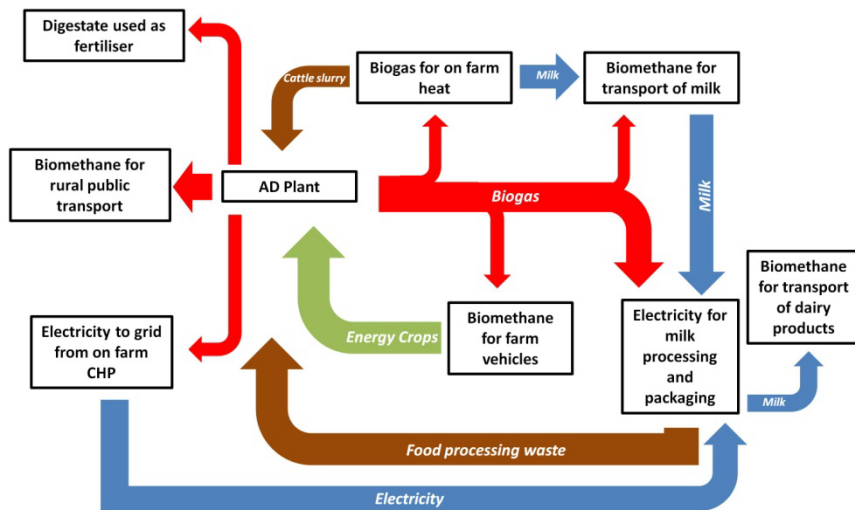 Digestate used as
fertiliser
Cattle slurry
Biogas for on farm
heat
Milk
Biomethane for
transport of milk
Biomethane for
rural public
transport
AD Plant
Biogas
Milk
Biomethane
for transport
of dairy
products
Electricity to grid
from on farm
CHP
Energy Crops
Biomethane
for farm
vehicles
Electricity for
milk
processing
and
packaging
Milk
Food processing waste
Electricity